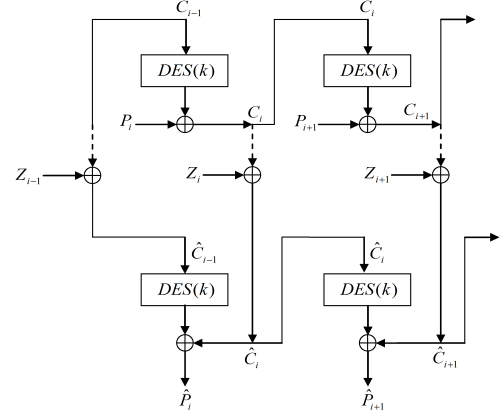 C_{i-1} C_i
DES(k) DES(k)
P_i C_i P_{i+1} C_{i+1}
Z_{i-1} Z_i Z_{i+1}
Ĉ_{i-1} Ĉ_i
DES(k) DES(k)
Ĉ_i Ĉ_{i+1}
P̂_i P̂_{i+1}